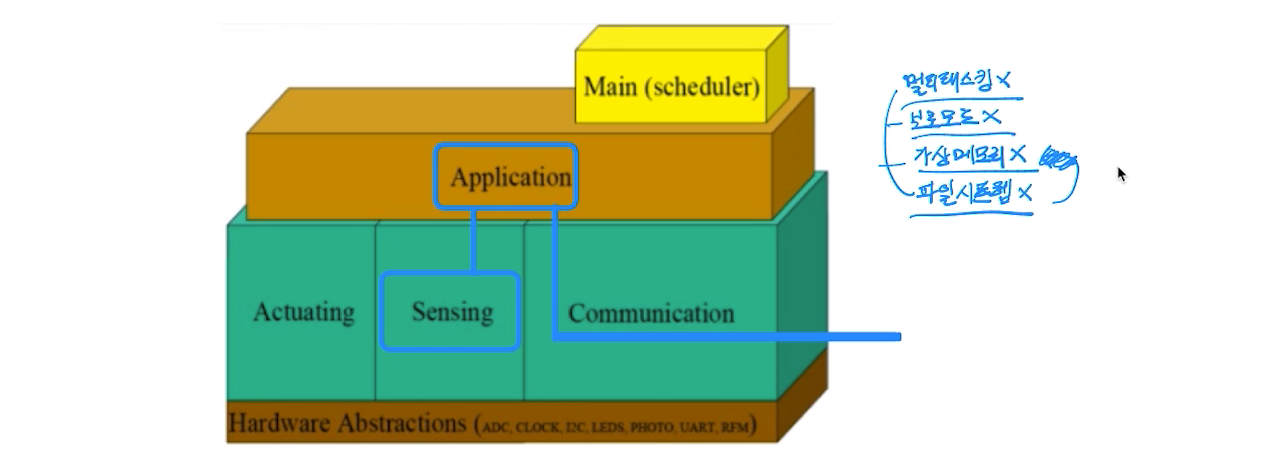 Main (scheduler)
Application
Actuating
Sensing
Communication
Hardware Abstractions (ADC, CLOCK, I2C, LEDS, PHOTO, UART, RFM)
멀티태스킹 X
보호모드 X
가상메모리 X
파일시스템 X